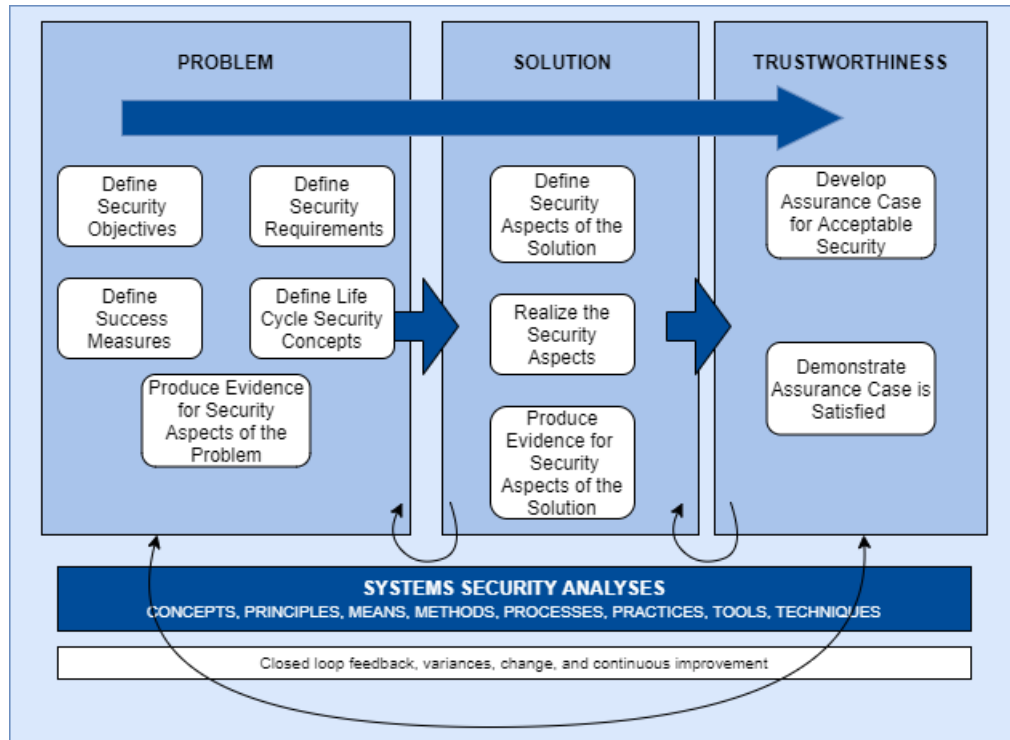 PROBLEM
Define
Security
Objectives
Define
Security
Requirements
Define
Success
Measures
Define Life
Cycle Security
Concepts
Produce Evidence
for Security
Aspects of the
Problem
SOLUTION
Define
Security
Aspects of the
Solution
Realize the
Security
Aspects
Produce
Evidence for
Security
Aspects of the
Solution
TRUSTWORTHINESS
Develop
Assurance Case
for Acceptable
Security
Demonstrate
Assurance Case is
Satisfied
SYSTEMS SECURITY ANALYSES
CONCEPTS, PRINCIPLES, MEANS, METHODS, PROCESSES, PRACTICES, TOOLS, TECHNIQUES
Closed loop feedback, variances, change, and continuous improvement